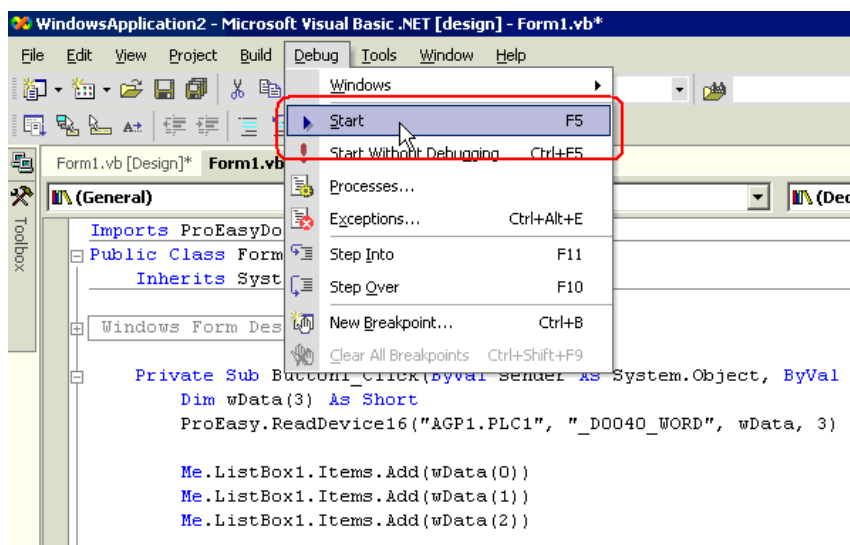 WindowsApplication2 - Microsoft Visual Basic .NET [design] - Form1.vb*
File Edit View Project Build Debug Tools Window Help
Windows
Start F5
Start Without Debugging Ctrl+F5
Form1.vb [Design]* Form1.vb
Processes...
(General) (Dec
Exceptions... Ctrl+Alt+E
Toolbox
Imports ProEasyDo
Public Class Form
Step Into F11
Inherits Syst
Step Over F10
Windows Form Des
New Breakpoint... Ctrl+B
Clear All Breakpoints Ctrl+Shift+F9
Private Sub Button1_Click(ByVal sender As System.Object, ByVal
Dim wData(3) As Short
ProEasy.ReadDevice16("AGP1.PLC1", "_D0040_WORD", wData, 3)
Me.ListBox1.Items.Add(wData(0))
Me.ListBox1.Items.Add(wData(1))
Me.ListBox1.Items.Add(wData(2))